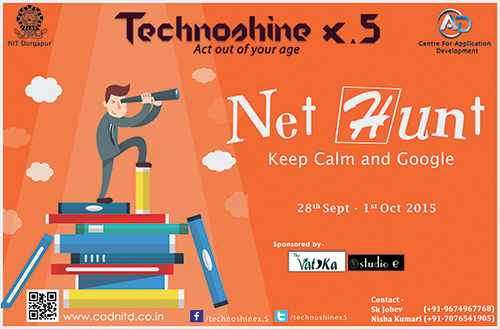 NIT Durgapur
Technoshine x.5
Act out of your age
Centre For Application
Development
Net Hunt
Keep Calm and Google
28th Sept - 1st Oct 2015
Sponsored by-
The VatiKa
studio e
www.cadnitd.co.in
/technoshinex.5
/technoshinex5
Contact -
Sk Johev (+91-9674967768)
Nisha Kumari (+91-7076541905)